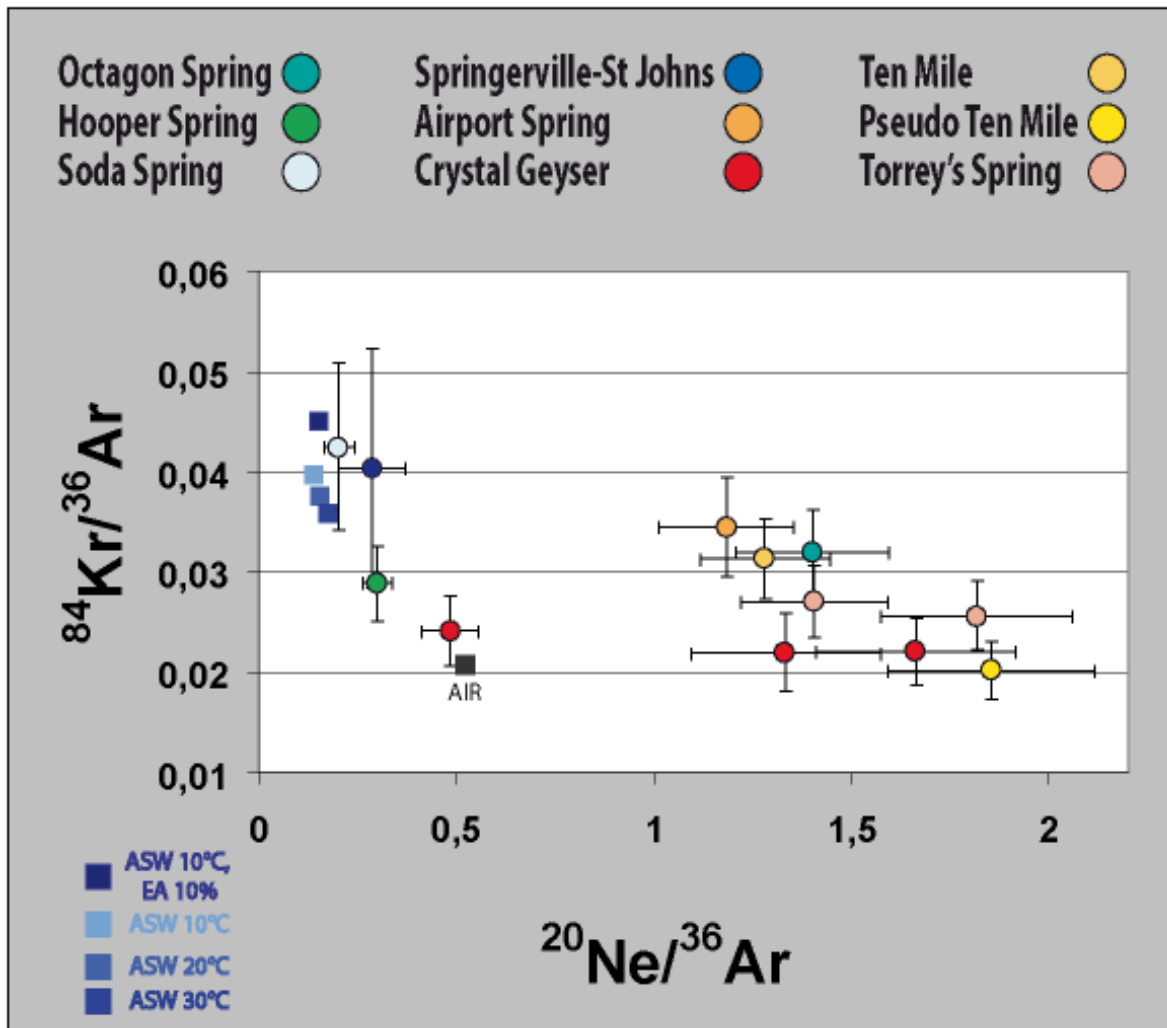 Octagon Spring
Springerville-St Johns
Ten Mile
Hooper Spring
Airport Spring
Pseudo Ten Mile
Soda Spring
Crystal Geyser
Torrey's Spring
0,06
0,05
0,04
0,03
0,02
0,01
⁸⁴Kr/³⁶Ar
AIR
0
0,5
1
1,5
2
ASW 10°C,
EA 10%
ASW 10°C
ASW 20°C
ASW 30°C
²⁰Ne/³⁶Ar